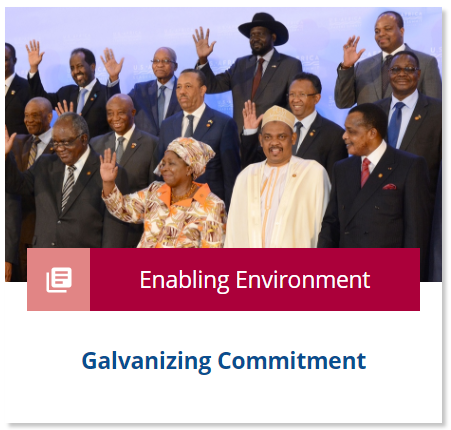 Enabling Environment
Galvanizing Commitment